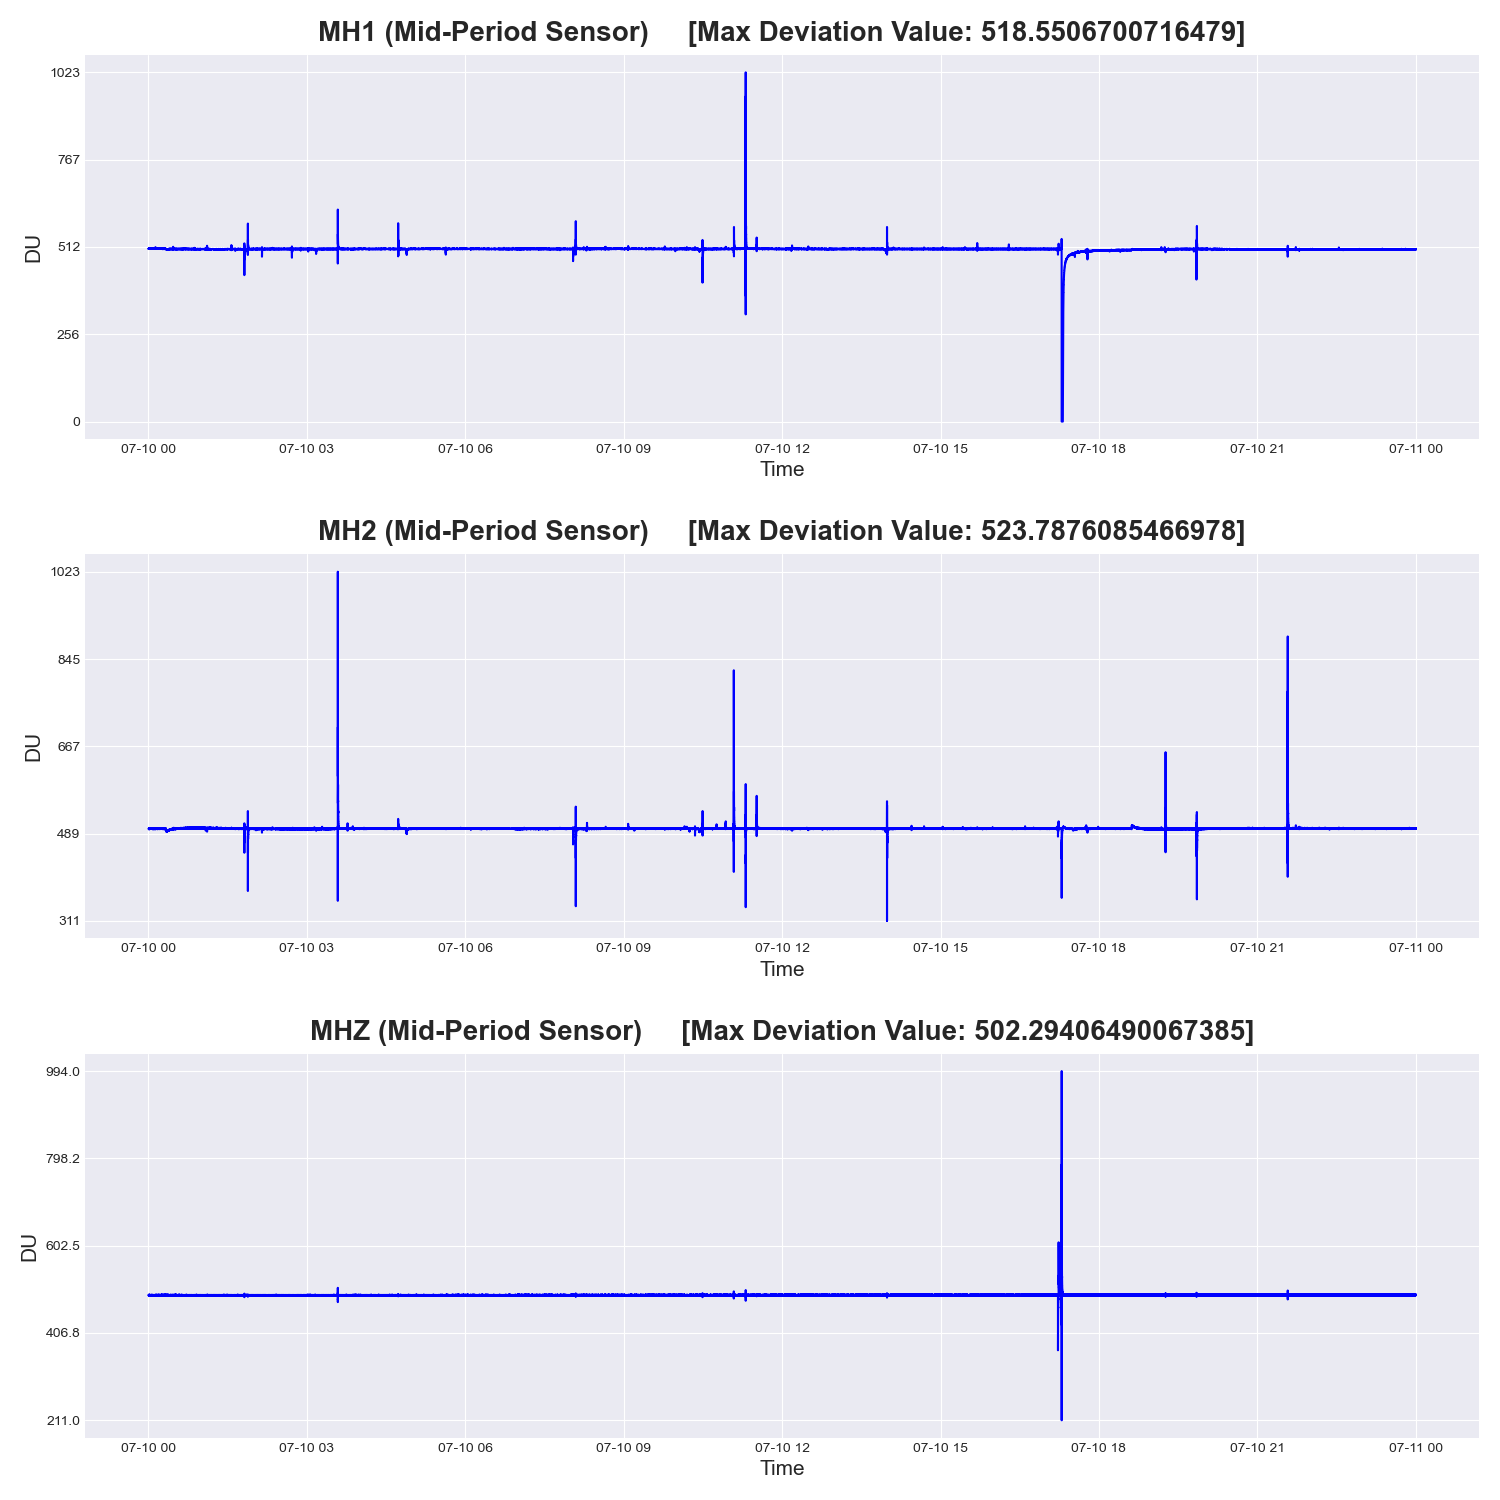 MH1 (Mid-Period Sensor) [Max Deviation Value: 518.5506700716479]
1023
767
512
256
0
DU
07-10 00 07-10 03 07-10 06 07-10 09 07-10 12 07-10 15 07-10 18 07-10 21 07-11 00
Time
MH2 (Mid-Period Sensor) [Max Deviation Value: 523.7876085466978]
1023
845
667
489
311
DU
07-10 00 07-10 03 07-10 06 07-10 09 07-10 12 07-10 15 07-10 18 07-10 21 07-11 00
Time
MHZ (Mid-Period Sensor) [Max Deviation Value: 502.29406490067385]
994.0
798.2
602.5
406.8
211.0
DU
07-10 00 07-10 03 07-10 06 07-10 09 07-10 12 07-10 15 07-10 18 07-10 21 07-11 00
Time